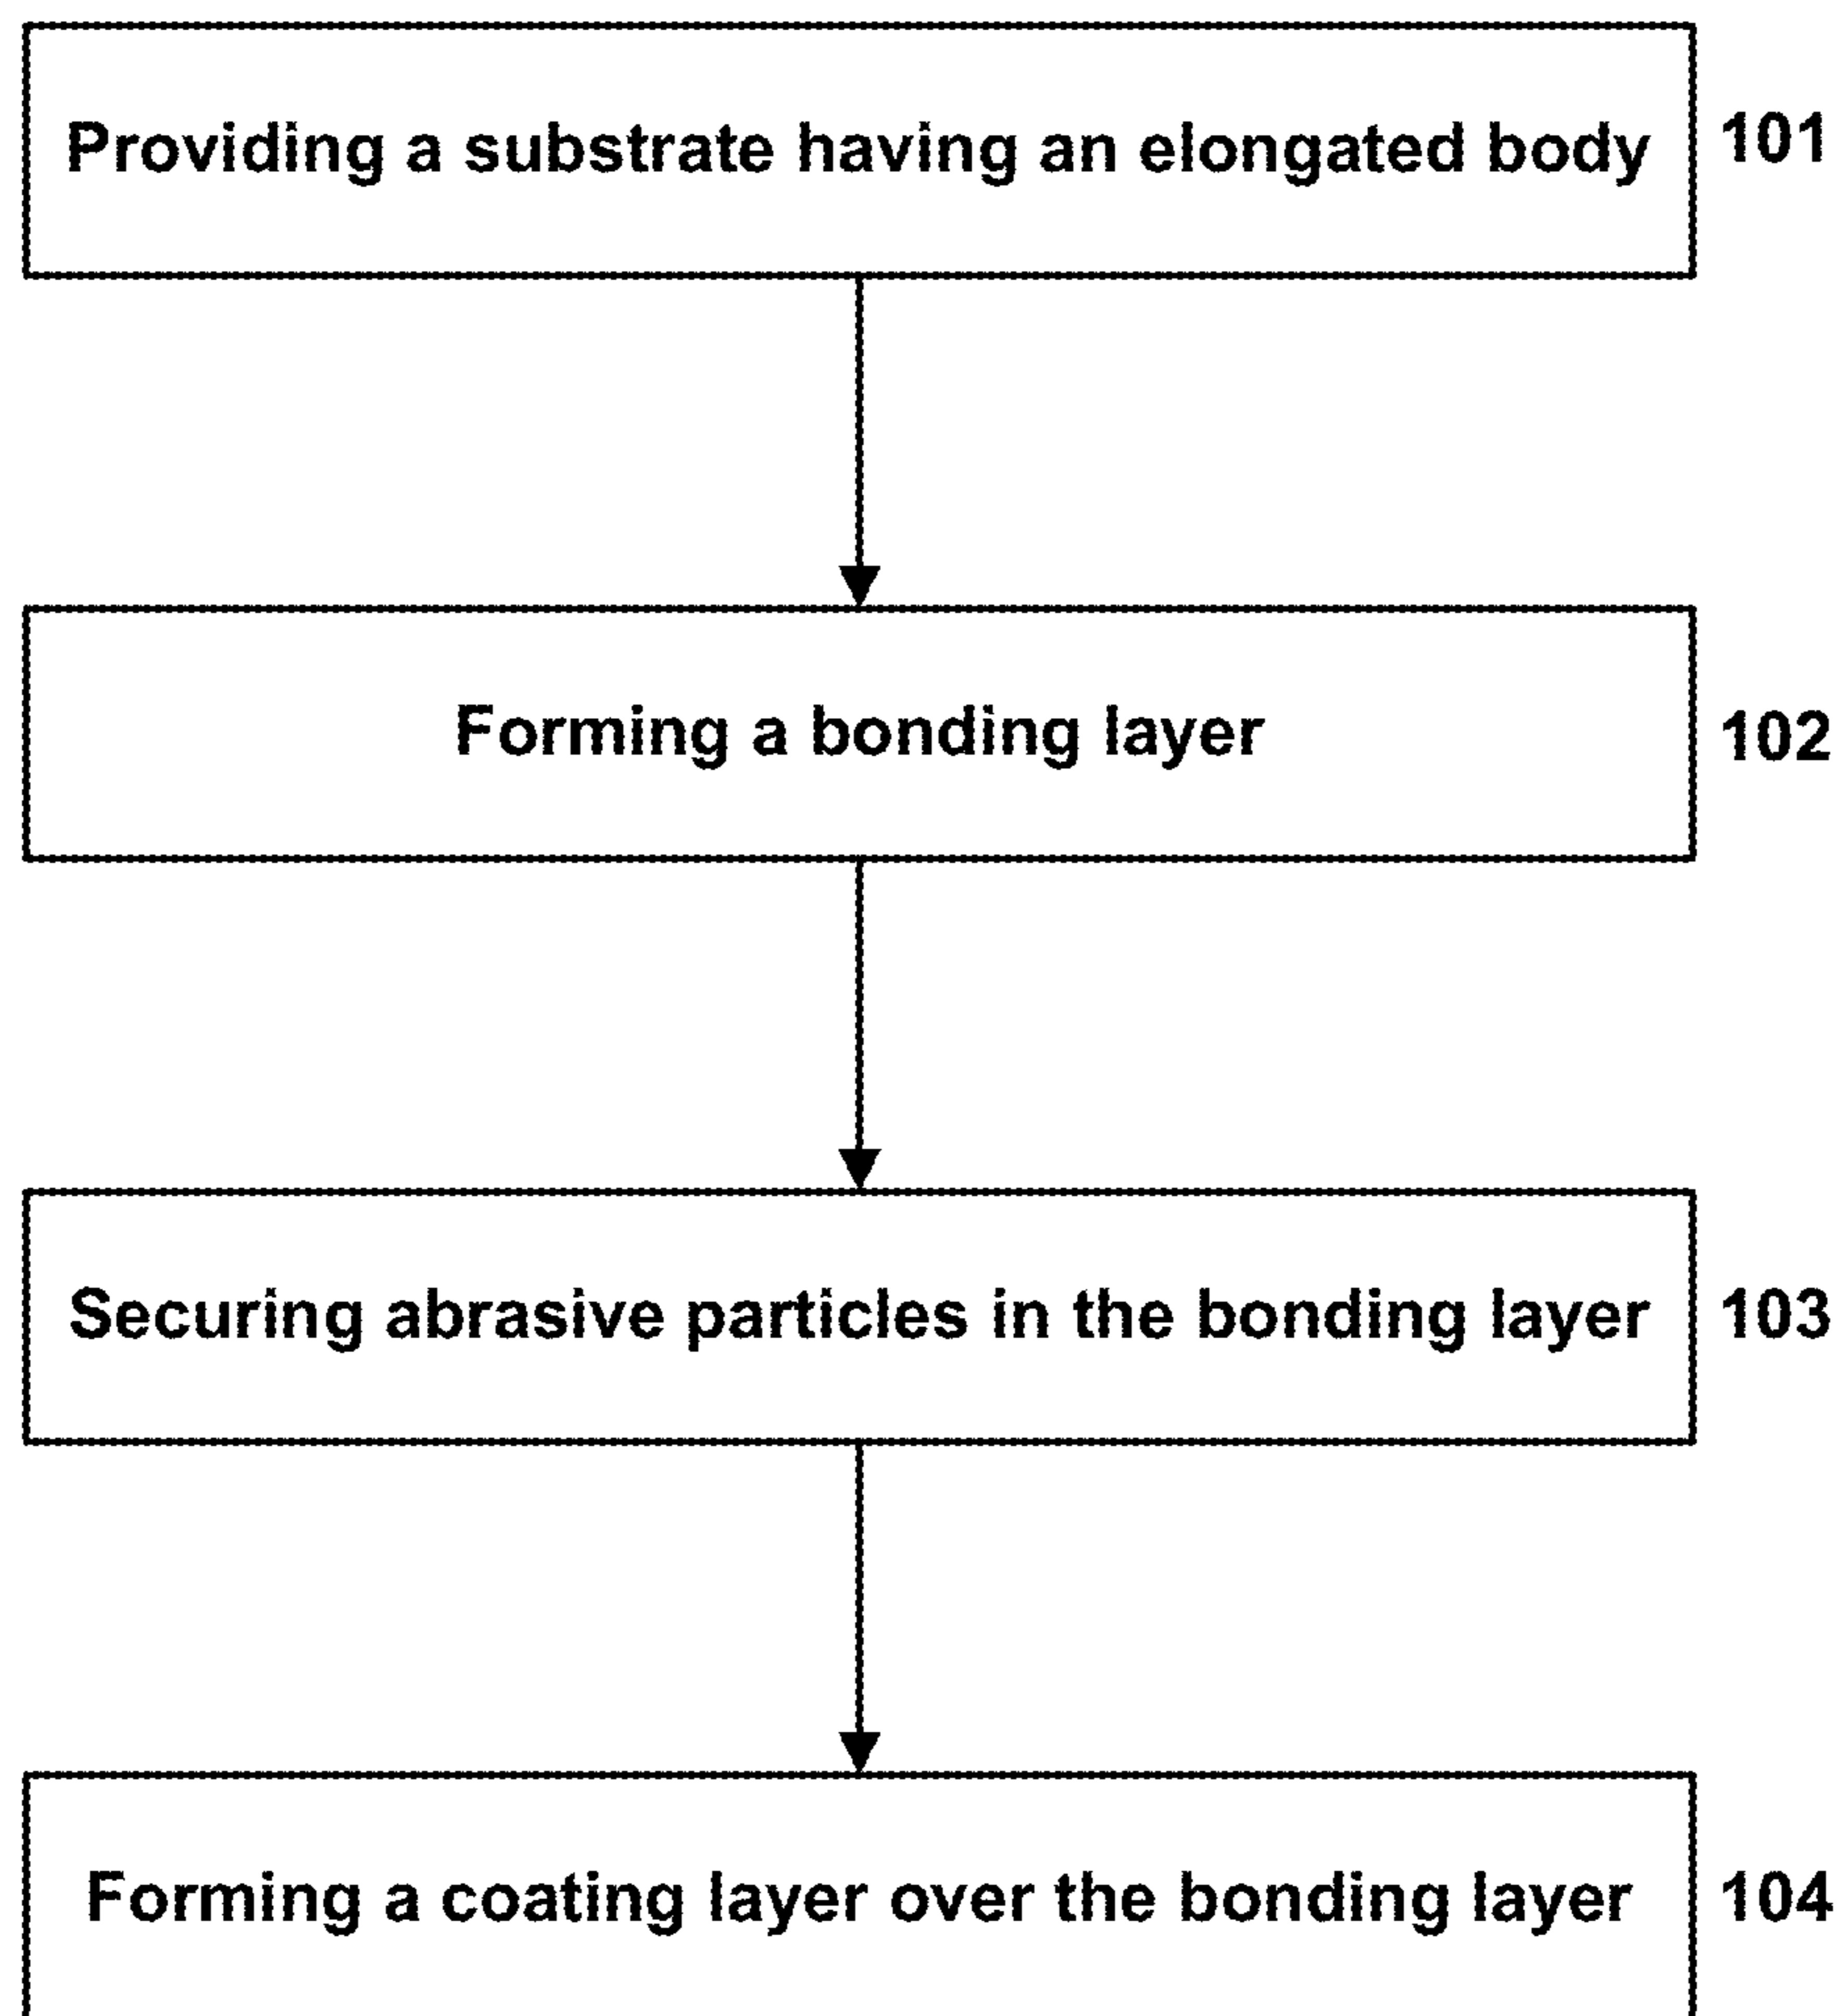 Providing a substrate having an elongated body 101
Forming a bonding layer 102
Securing abrasive particles in the bonding layer 103
Forming a coating layer over the bonding layer 104